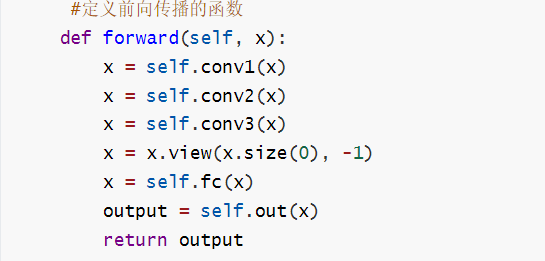 #定义前向传播的函数
def forward(self, x):
x = self.conv1(x)
x = self.conv2(x)
x = self.conv3(x)
x = x.view(x.size(0), -1)
x = self.fc(x)
output = self.out(x)
return output